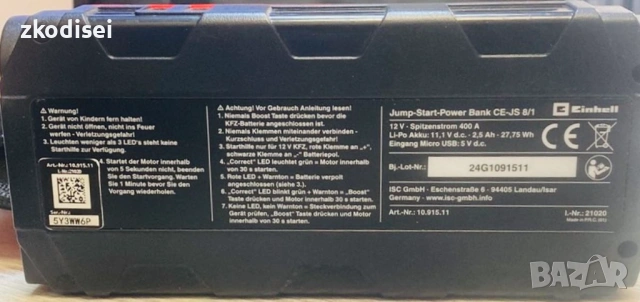 zkodisei
⚠ Warnung!
1. Gerät von Kindern fern halten!
2. Gerät nicht öffnen, nicht ins Feuer
werfen - Verletzungsgefahr!
3. Leuchten weniger als 3 LED's steht keine
Starthilfe zur Verfügung.
Art.-Nr.: 10.915.11
I.-Nr.: 21020
4. Startet der Motor innerhalb
von 5 Sekunden nicht, beenden
Sie den Startvorgang. Warten
Sie 1 Minute bevor Sie den
Vorgang wiederholen.
Ser.-Nr.:
5Y3WW6P
⚠ Achtung! Vor Gebrauch Anleitung lesen!
1. Niemals Boost Taste drücken bevor die
KFZ-Batterie angeschlossen ist.
2. Niemals Klemmen miteinander verbinden -
Kurzschluss und Verletzungsgefahr!
3. Starthilfe nur für 12 V KFZ, rote Klemme an „+“,
schwarze Klemme an „-“ Batteriepol.
4. „Correct“ LED leuchtet grün = Motor innerhalb
von 30 s starten.
5. Rote LED + Warnton = Batterie verpolt
angeschlossen (siehe 3.).
6. „Correct“ LED blinkt grün + Warnton = „Boost“
Taste drücken und Motor innerhalb 30 s starten.
7. Keine LED, kein Warnton = Steckverbindung zum
Gerät prüfen, „Boost“ Taste drücken und Motor
innerhalb von 30 s starten.
Jump-Start-Power Bank CE-JS 8/1
Einhell
12 V - Spitzenstrom 400 A
Li-Po Akku: 11,1 V d.c. - 2,5 Ah - 27,75 Wh
Eingang Micro USB: 5 V d.c.
Bj.-Lot-Nr.:
24G1091511
ISC GmbH - Eschenstraße 6 - 94405 Landau/Isar
Germany - www.isc-gmbh.info
Art.-Nr.: 10.915.11
I.-Nr.: 21020
Made in P.R.C.
BAZAR
.bg